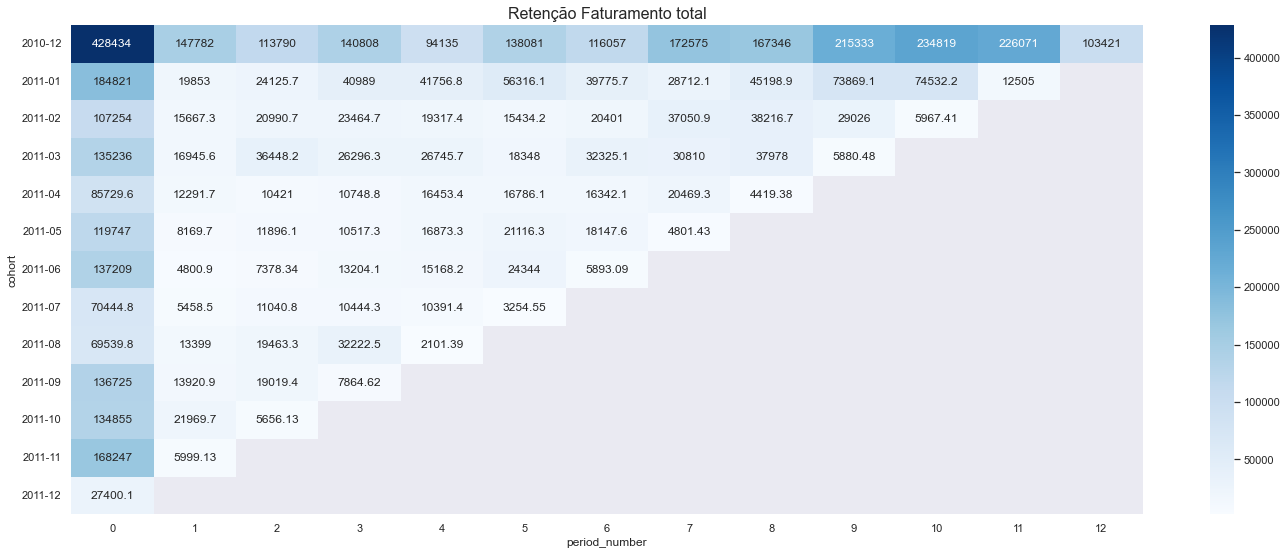 Retenção Faturamento total
2010-12 428434 147782 113790 140808 94135 138081 116057 172575 167346 215333 234819 226071 103421
2011-01 184821 19853 24125.7 40989 41756.8 56316.1 39775.7 28712.1 45198.9 73869.1 74532.2 12505
2011-02 107254 15667.3 20990.7 23464.7 19317.4 15434.2 20401 37050.9 38216.7 29026 5967.41
2011-03 135236 16945.6 36448.2 26296.3 26745.7 18348 32325.1 30810 37978 5880.48
2011-04 85729.6 12291.7 10421 10748.8 16453.4 16786.1 16342.1 20469.3 4419.38
2011-05 119747 8169.7 11896.1 10517.3 16873.3 21116.3 18147.6 4801.43
2011-06 137209 4800.9 7378.34 13204.1 15168.2 24344 5893.09
2011-07 70444.8 5458.5 11040.8 10444.3 10391.4 3254.55
2011-08 69539.8 13399 19463.3 32222.5 2101.39
2011-09 136725 13920.9 19019.4 7864.62
2011-10 134855 21969.7 5656.13
2011-11 168247 5999.13
2011-12 27400.1
0 1 2 3 4 5 6 7 8 9 10 11 12
period_number
cohort
400000
350000
300000
250000
200000
150000
100000
50000